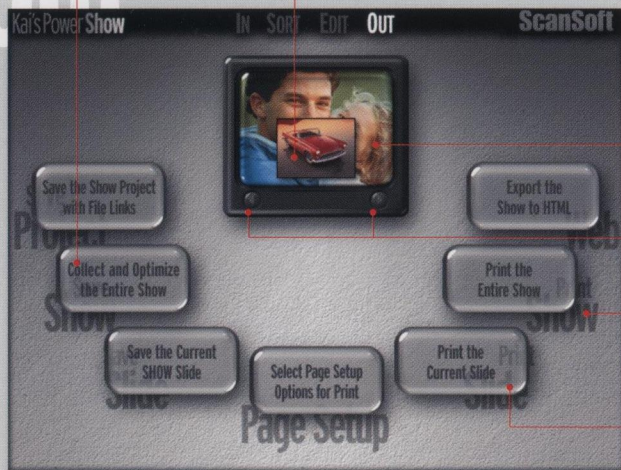 Kai's Power Show
IN SORT EDIT OUT
ScanSoft
Save the Show Project
with File Links
Export the
Show to HTML
Project
Web
Collect and Optimize
the Entire Show
Print the
Entire Show
Print
Show
Show
Save the Current
SHOW Slide
Select Page Setup
Options for Print
Print the
Current Slide
Slide
Slide
Page Setup